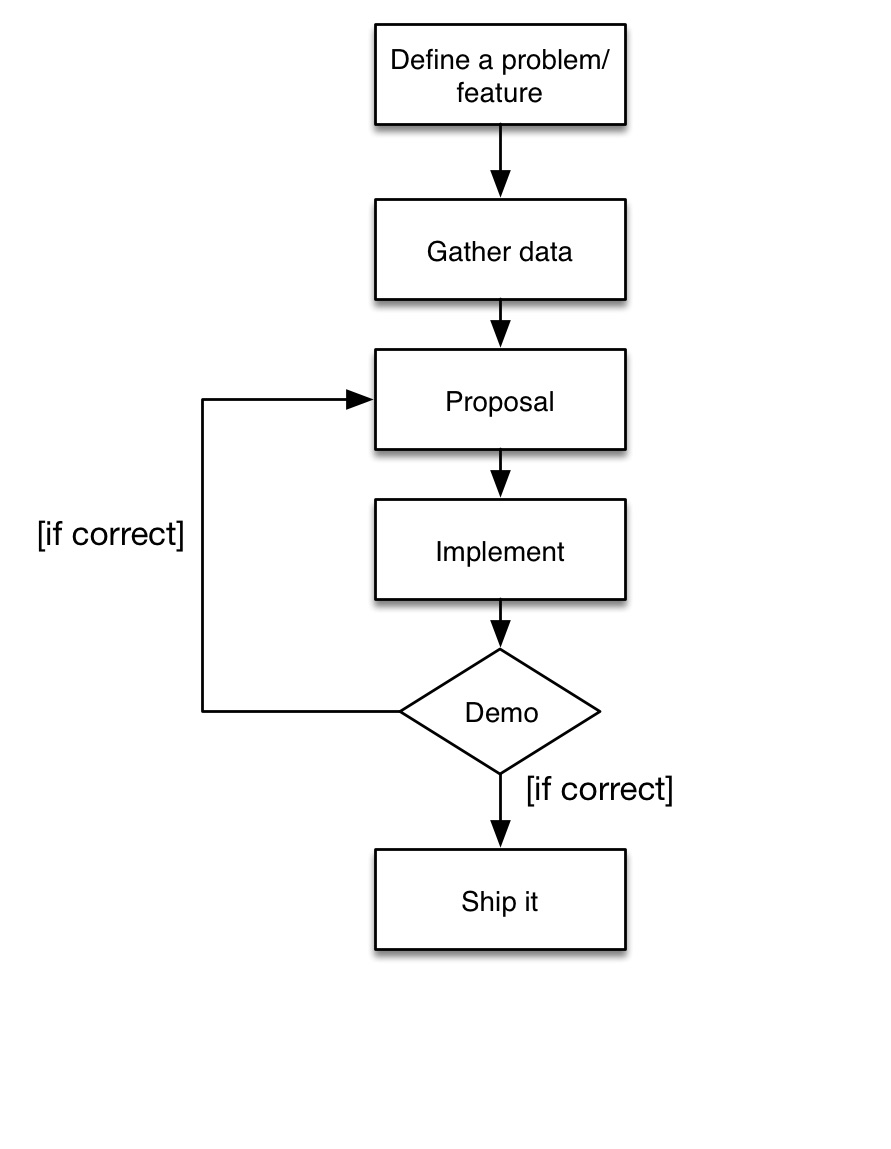 Define a problem/
feature
Gather data
Proposal
[if correct]
Implement
Demo
[if correct]
Ship it